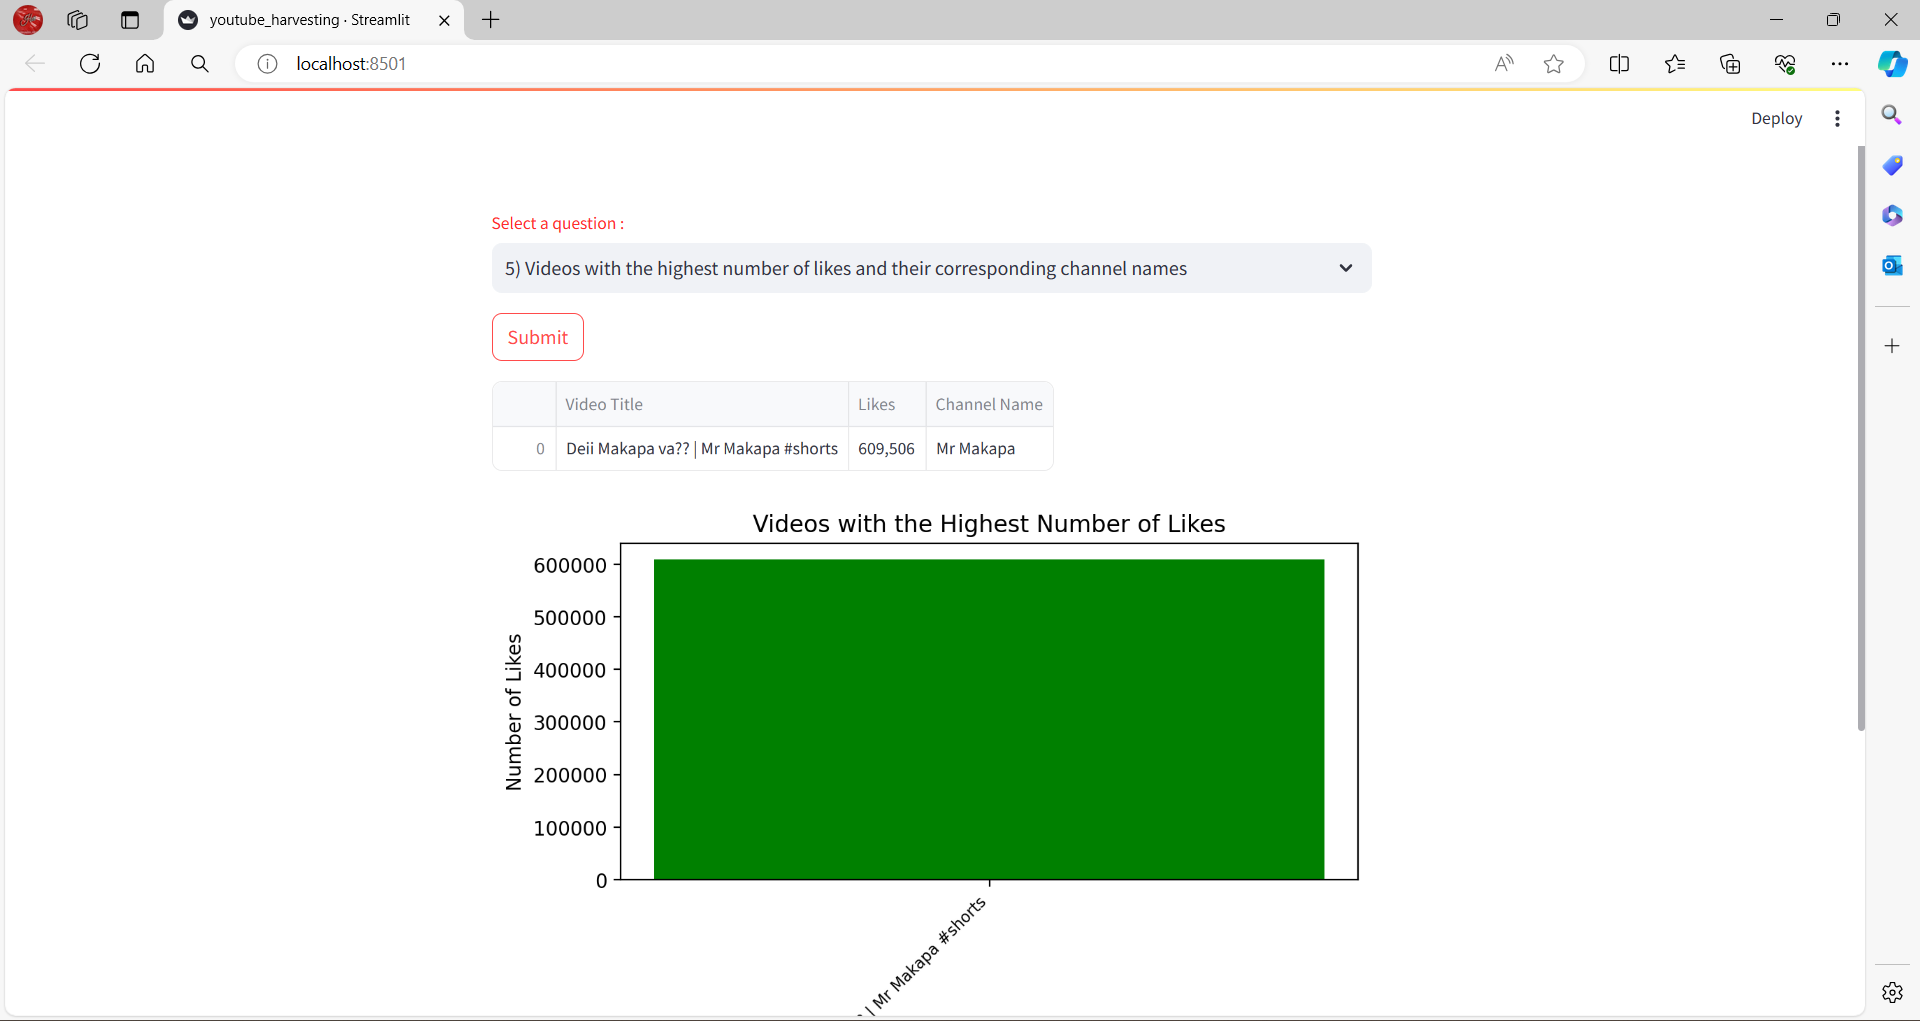 youtube_harvesting · Streamlit
localhost:8501
Deploy
Select a question :
5) Videos with the highest number of likes and their corresponding channel names
Submit
Video Title Likes Channel Name
0 Deii Makapa va?? | Mr Makapa #shorts 609,506 Mr Makapa
Videos with the Highest Number of Likes
600000
500000
400000
300000
200000
100000
0
Number of Likes
| Mr Makapa #shorts